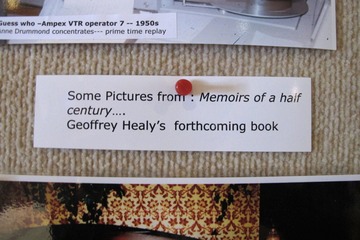 Guess who –Ampex VTR operator 7 -- 1950s
nne Drummond concentrates--- prime time replay
Some Pictures from : Memoirs of a half
century….
Geoffrey Healy's  forthcoming book